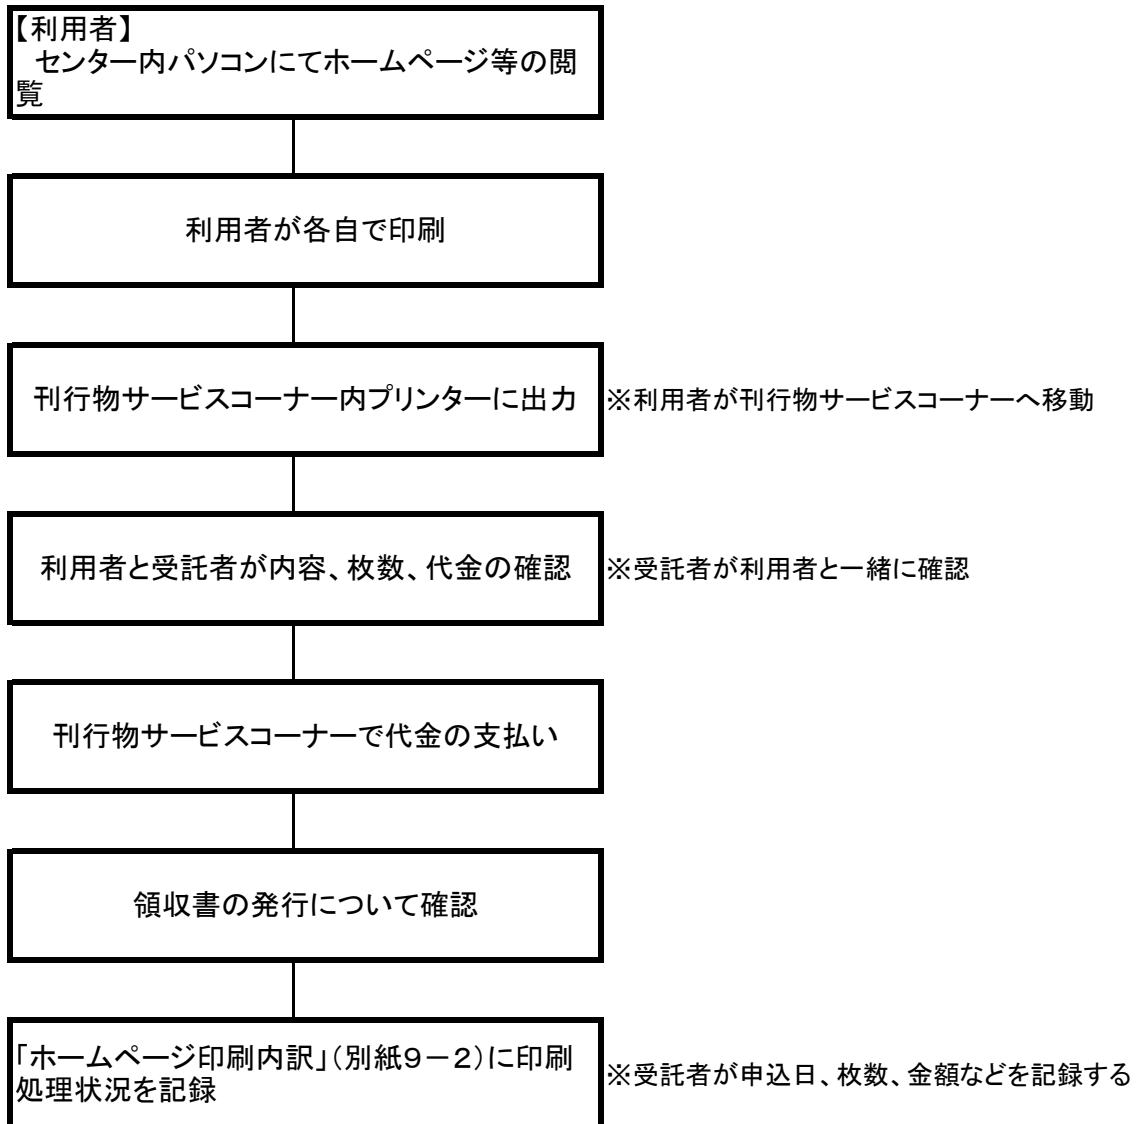 【利用者】
　センター内パソコンにてホームページ等の閲
覧
利用者が各自で印刷
刊行物サービスコーナー内プリンターに出力
※利用者が刊行物サービスコーナーへ移動
利用者と受託者が内容、枚数、代金の確認
※受託者が利用者と一緒に確認
刊行物サービスコーナーで代金の支払い
領収書の発行について確認
「ホームページ印刷内訳」（別紙９－２）に印刷
処理状況を記録
※受託者が申込日、枚数、金額などを記録する